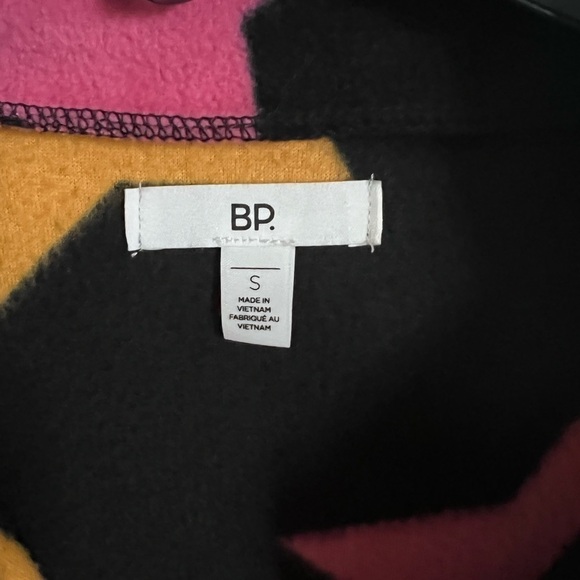 BP.
S
MADE IN
VIETNAM
FABRIQUÉ AU
VIETNAM